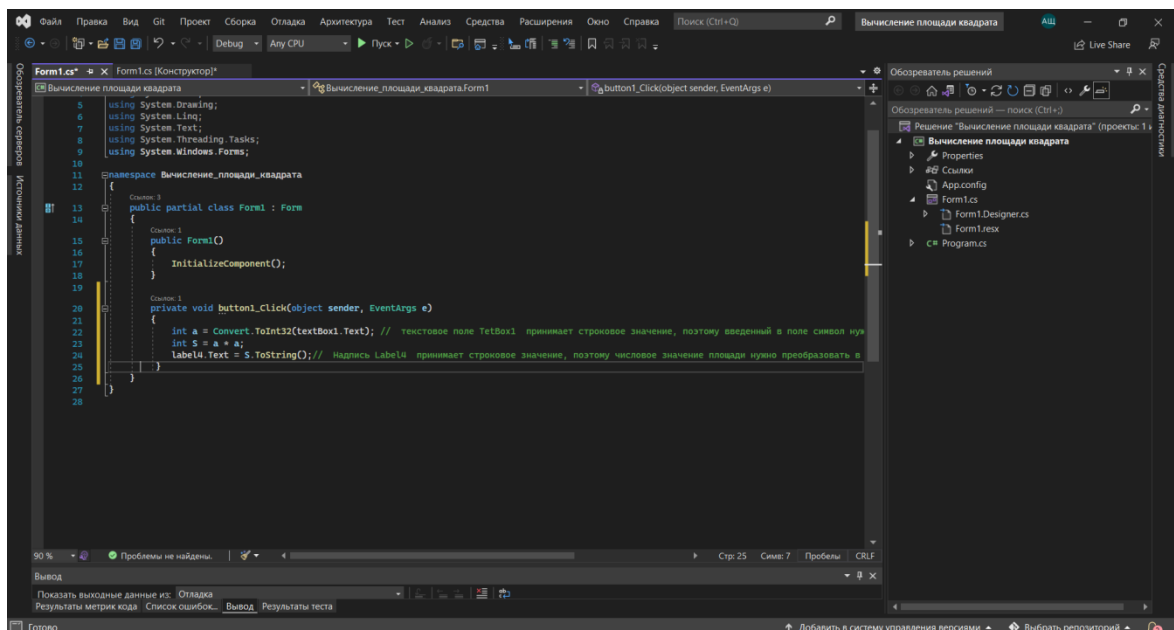 Файл Правка Вид Git Проект Сборка Отладка Архитектура Тест Анализ Средства Расширения Окно Справка Поиск (Ctrl+Q) Вычисление площади квадрата АЩ
Debug Any CPU Пуск Live Share
Обозреватель серверов
Источники данных
Form1.cs* Form1.cs [Конструктор]*
Вычисление площади квадрата Вычисление_площади_квадрата.Form1 button1_Click(object sender, EventArgs e)
5 using System.Drawing;
6 using System.Linq;
7 using System.Text;
8 using System.Threading.Tasks;
9 using System.Windows.Forms;
10
11 namespace Вычисление_площади_квадрата
12 {
Ссылок: 3
13 public partial class Form1 : Form
14 {
Ссылок: 1
15 public Form1()
16 {
17 InitializeComponent();
18 }
19
Ссылок: 1
20 private void button1_Click(object sender, EventArgs e)
21 {
22 int a = Convert.ToInt32(textBox1.Text); // текстовое поле TetBox1 принимает строковое значение, поэтому введенный в поле символ нуж
23 int S = a * a;
24 label4.Text = S.ToString();// Надпись Label4 принимает строковое значение, поэтому числовое значение площади нужно преобразовать в
25 }
26 }
27 }
28
90 % Проблемы не найдены. Стр: 25 Симв: 7 Пробелы CRLF
Вывод
Показать выходные данные из: Отладка
Результаты метрик кода Список ошибок... Вывод Результаты теста
Обозреватель решений
Обозреватель решений — поиск (Ctrl+;)
Решение "Вычисление площади квадрата" (проекты: 1
Вычисление площади квадрата
Properties
Ссылки
App.config
Form1.cs
Form1.Designer.cs
Form1.resx
C# Program.cs
Средства диагностики
Готово Добавить в систему управления версиями Выбрать репозиторий